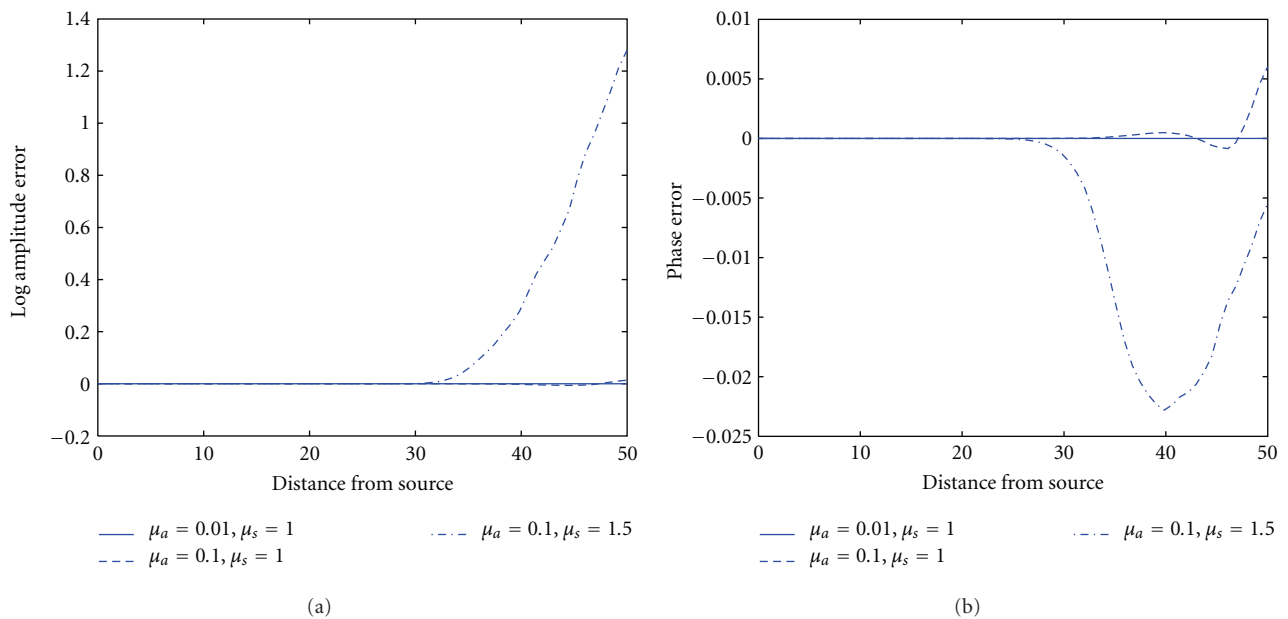 1.4
1.2
1
0.8
0.6
0.4
0.2
0
−0.2
Log amplitude error
0 10 20 30 40 50
Distance from source
μa = 0.01, μs = 1
μa = 0.1, μs = 1
μa = 0.1, μs = 1.5
(a)
0.01
0.005
0
−0.005
−0.01
−0.015
−0.02
−0.025
Phase error
0 10 20 30 40 50
Distance from source
μa = 0.01, μs = 1
μa = 0.1, μs = 1
μa = 0.1, μs = 1.5
(b)